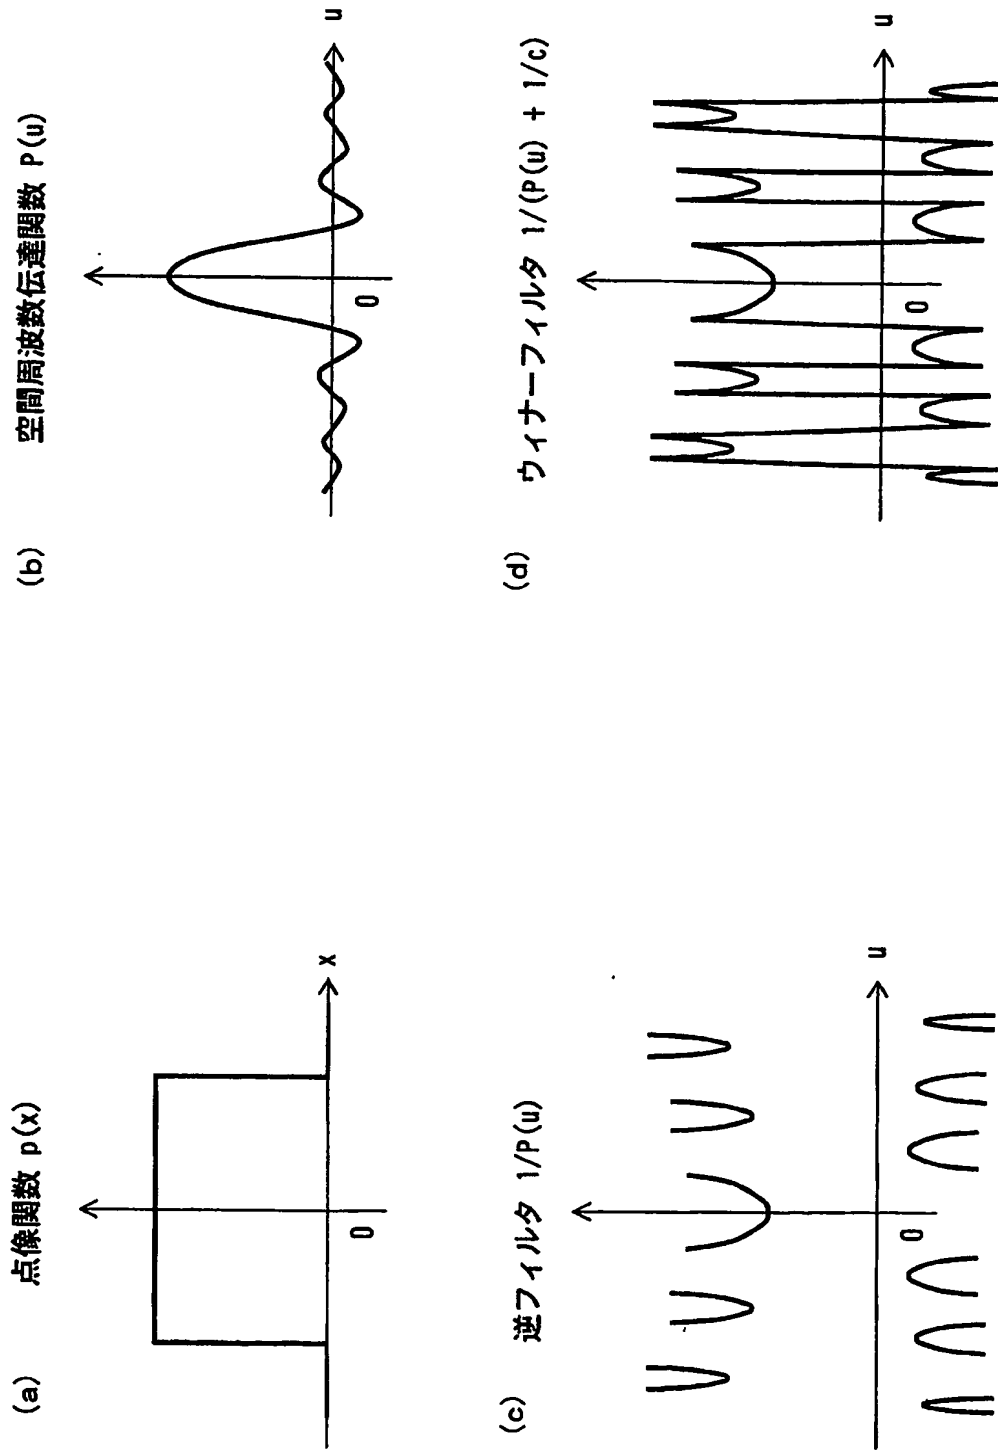 (a) 点像関数 p(x)
x
0
(b) 空間周波数伝達関数 P(u)
u
0
(c) 逆フィルタ 1/P(u)
u
0
(d) ウィナーフィルタ 1/(P(u) + 1/c)
u
0